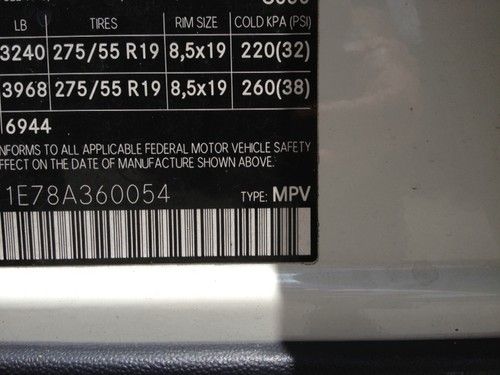 LB TIRES RIM SIZE COLD KPA (PSI)
3240 275/55 R19 8,5x19 220(32)
3968 275/55 R19 8,5x19 260(38)
6944
NFORMS TO ALL APPLICABLE FEDERAL MOTOR VEHICLE SAFETY
EFFECT ON THE DATE OF MANUFACTURE SHOWN ABOVE.
1E78A360054 TYPE: MPV